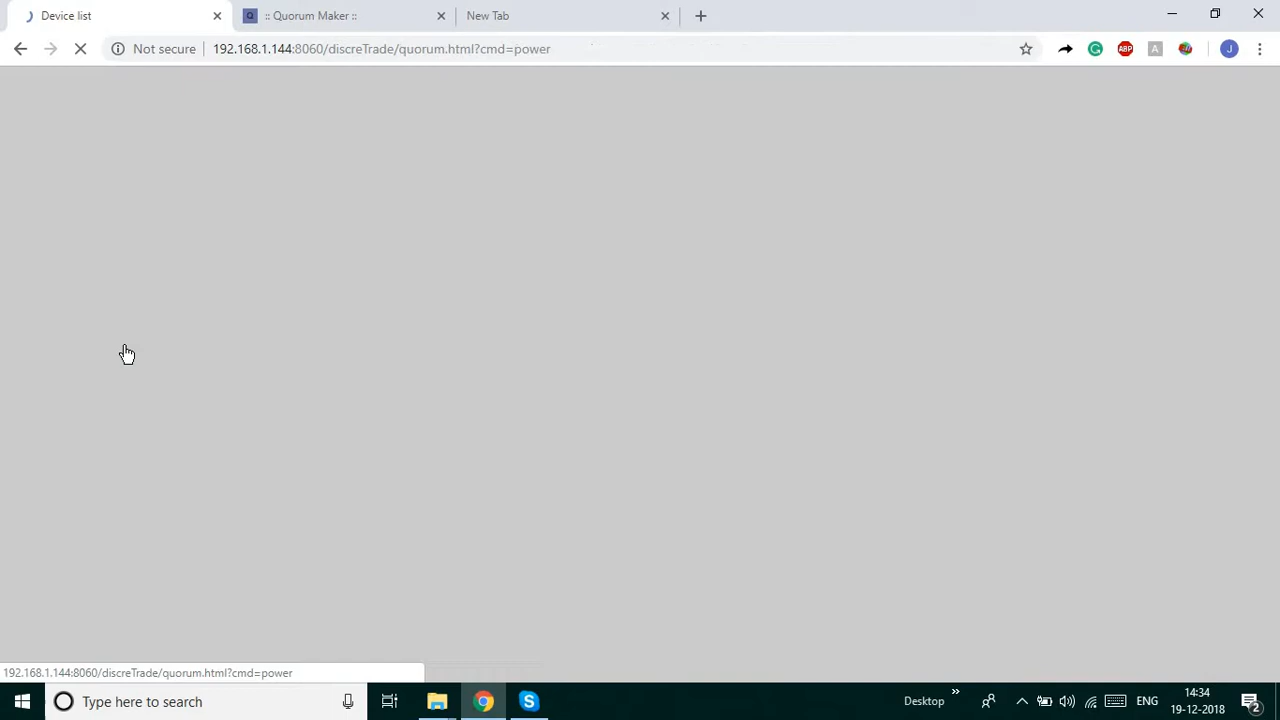 Device list
:: Quorum Maker ::
New Tab
Not secure
192.168.1.144:8060/discreTrade/quorum.html?cmd=power
ABP
A
J
192.168.1.144:8060/discreTrade/quorum.html?cmd=power
Type here to search
Desktop
ENG
14:34
19-12-2018
2